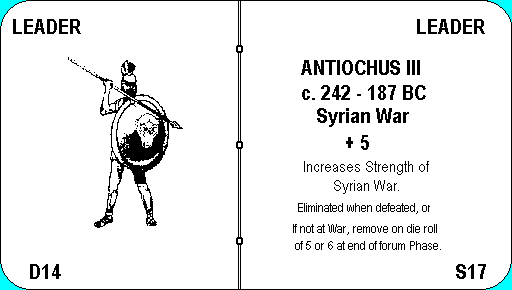 LEADER
LEADER
ANTIOCHUS III
c. 242 - 187 BC
Syrian War
+ 5
Increases Strength of
Syrian War.
Eliminated when defeated, or
If not at War, remove on die roll
of 5 or 6 at end of forum Phase.
D14
S17